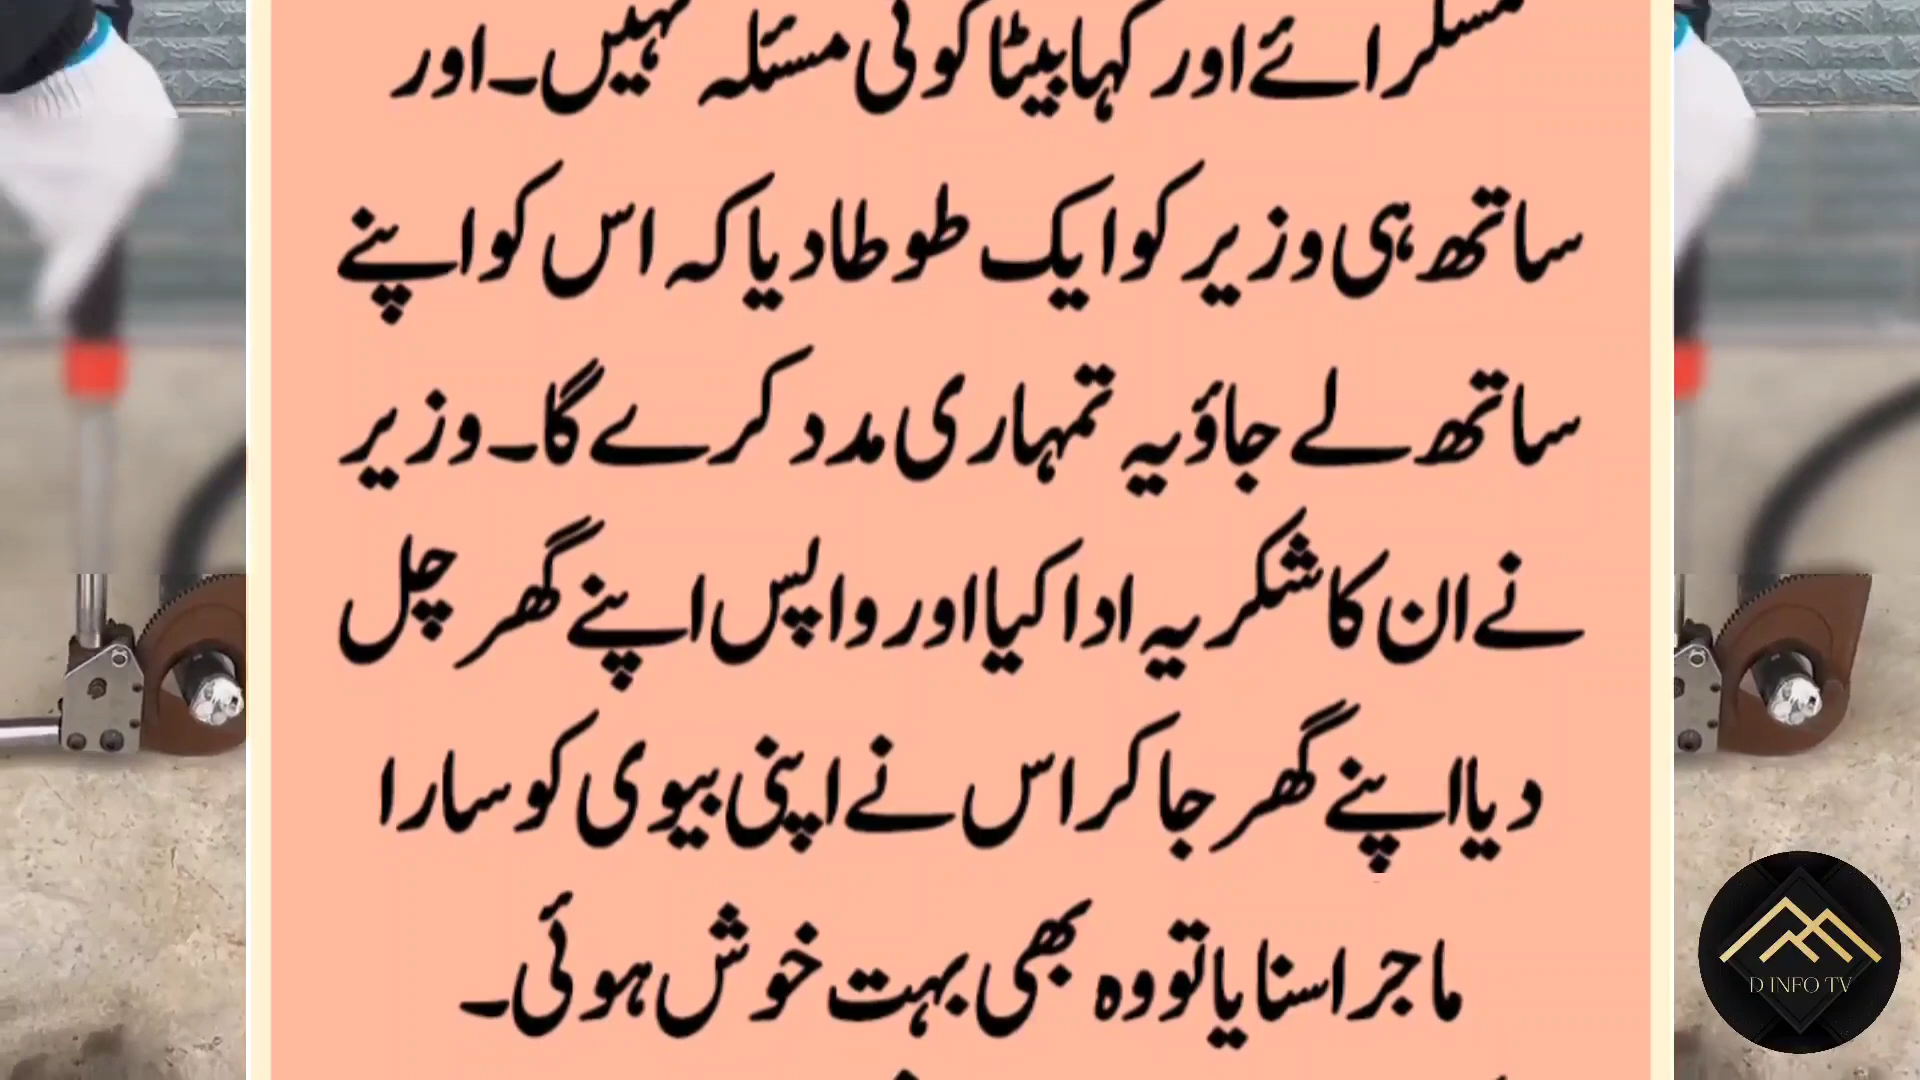 مسکرائے اور کہا بیٹا کوئی مسئلہ نہیں۔ اور
ساتھ ہی وزیر کو ایک طوطا دیا کہ اس کو اپنے
ساتھ لے جاؤ یہ تمہاری مدد کرے گا۔ وزیر
نے ان کا شکریہ ادا کیا اور واپس اپنے گھر چل
دیا اپنے گھر جا کر اس نے اپنی بیوی کو سارا
ماجرا سنایا تو وہ بھی بہت خوش ہوئی۔
D INFO TV